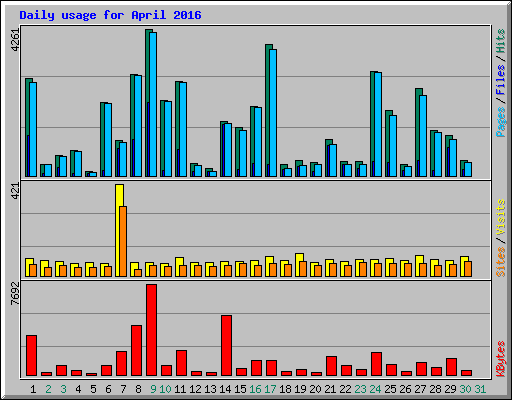 Daily usage for April 2016
4261
Pages / Files / Hits
421
Sites / Visits
7692
KBytes
1 2 3 4 5 6 7 8 9 10 11 12 13 14 15 16 17 18 19 20 21 22 23 24 25 26 27 28 29 30 31